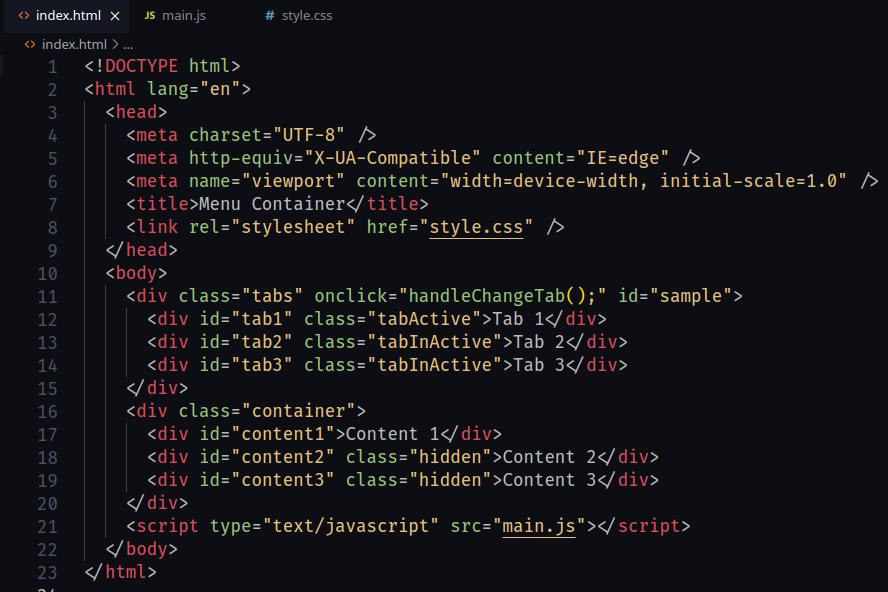 <> index.html × JS main.js # style.css
<> index.html > ...
1 <!DOCTYPE html>
2 <html lang="en">
3 <head>
4 <meta charset="UTF-8" />
5 <meta http-equiv="X-UA-Compatible" content="IE=edge" />
6 <meta name="viewport" content="width=device-width, initial-scale=1.0" />
7 <title>Menu Container</title>
8 <link rel="stylesheet" href="style.css" />
9 </head>
10 <body>
11 <div class="tabs" onclick="handleChangeTab();" id="sample">
12 <div id="tab1" class="tabActive">Tab 1</div>
13 <div id="tab2" class="tabInActive">Tab 2</div>
14 <div id="tab3" class="tabInActive">Tab 3</div>
15 </div>
16 <div class="container">
17 <div id="content1">Content 1</div>
18 <div id="content2" class="hidden">Content 2</div>
19 <div id="content3" class="hidden">Content 3</div>
20 </div>
21 <script type="text/javascript" src="main.js"></script>
22 </body>
23 </html>